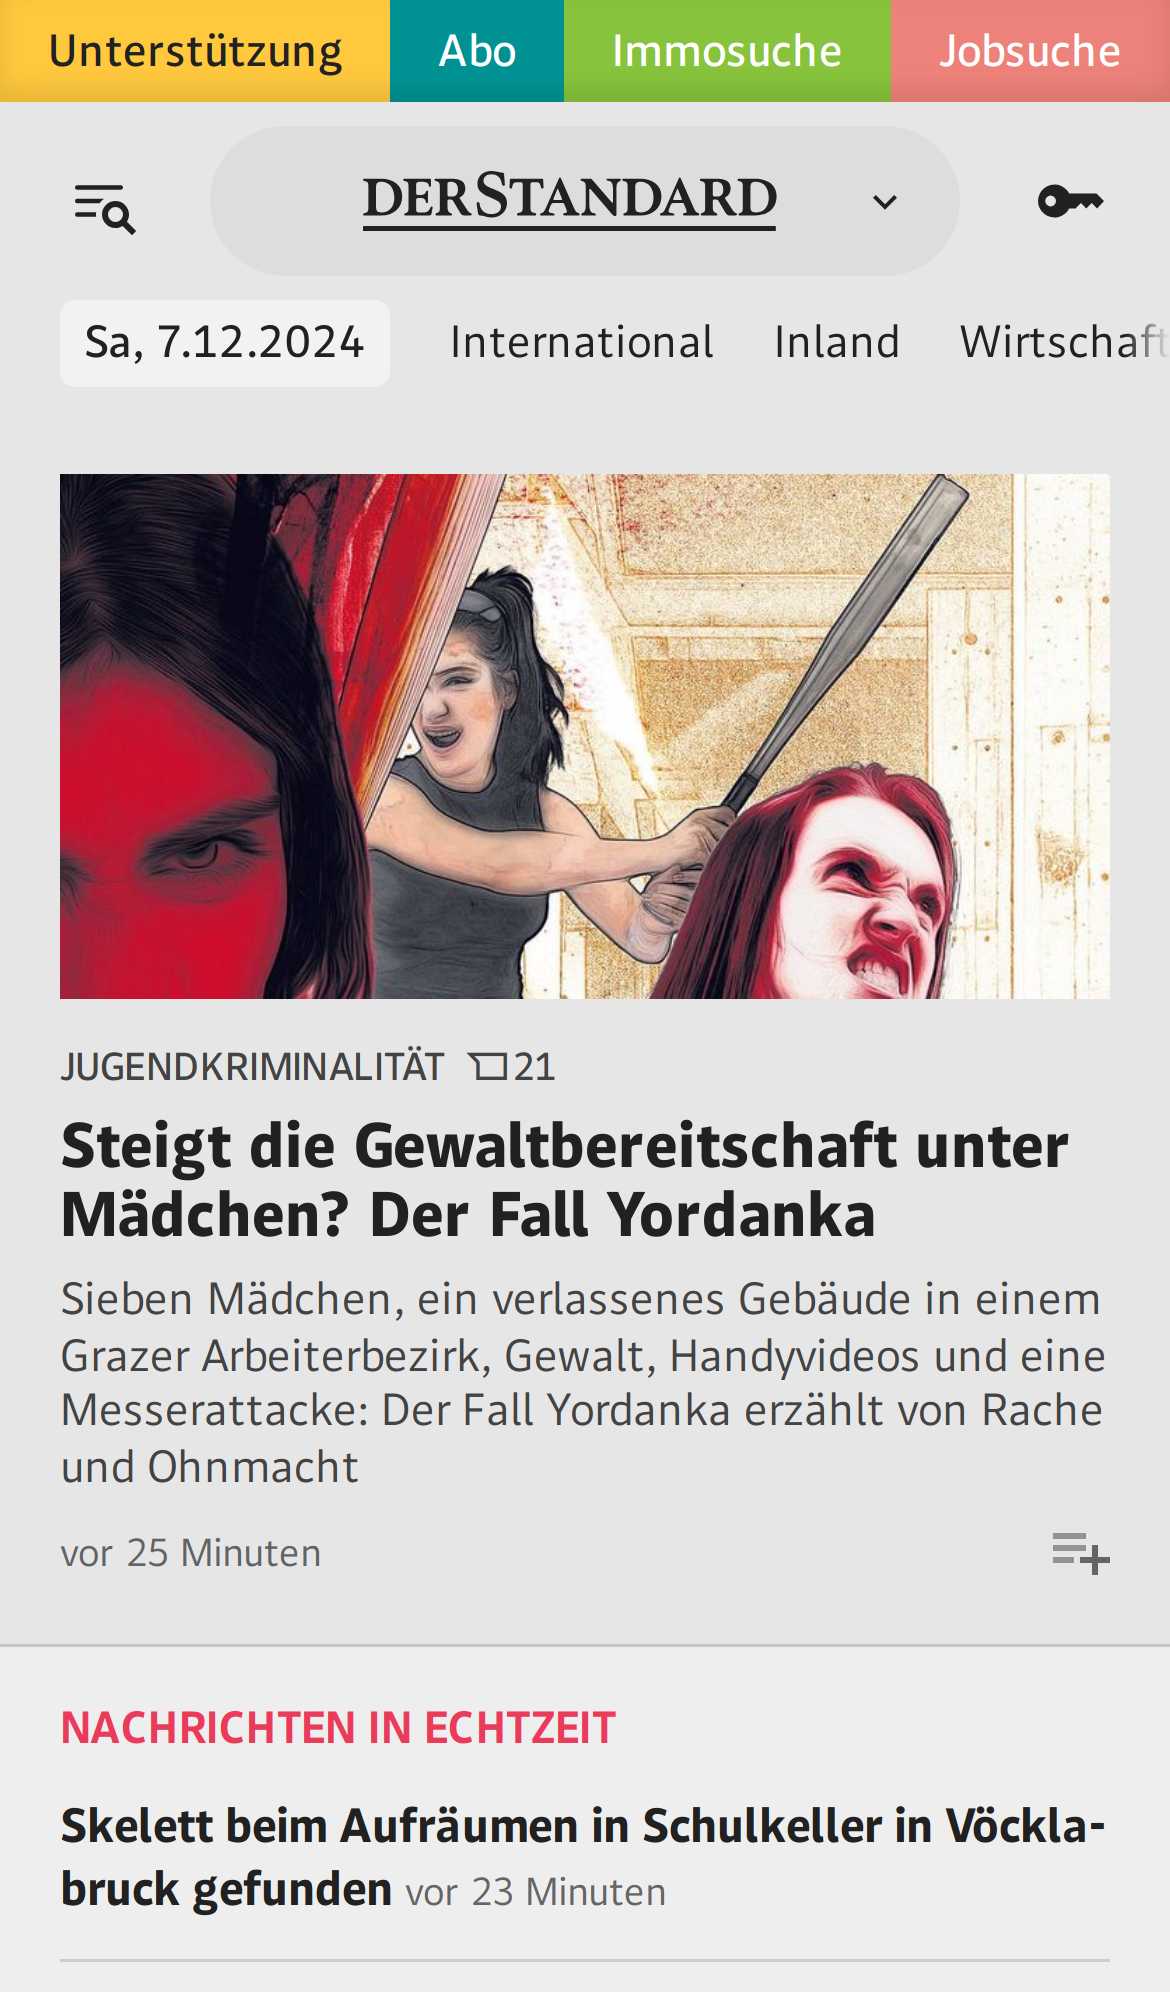 Unterstützung
Abo
Immosuche
Jobsuche
DERSTANDARD
Sa, 7.12.2024
International
Inland
Wirtschaft
JUGENDKRIMINALITÄT 21
Steigt die Gewaltbereitschaft unter
Mädchen? Der Fall Yordanka
Sieben Mädchen, ein verlassenes Gebäude in einem
Grazer Arbeiterbezirk, Gewalt, Handyvideos und eine
Messerattacke: Der Fall Yordanka erzählt von Rache
und Ohnmacht
vor 25 Minuten
NACHRICHTEN IN ECHTZEIT
Skelett beim Aufräumen in Schulkeller in Vöckla-
bruck gefunden vor 23 Minuten